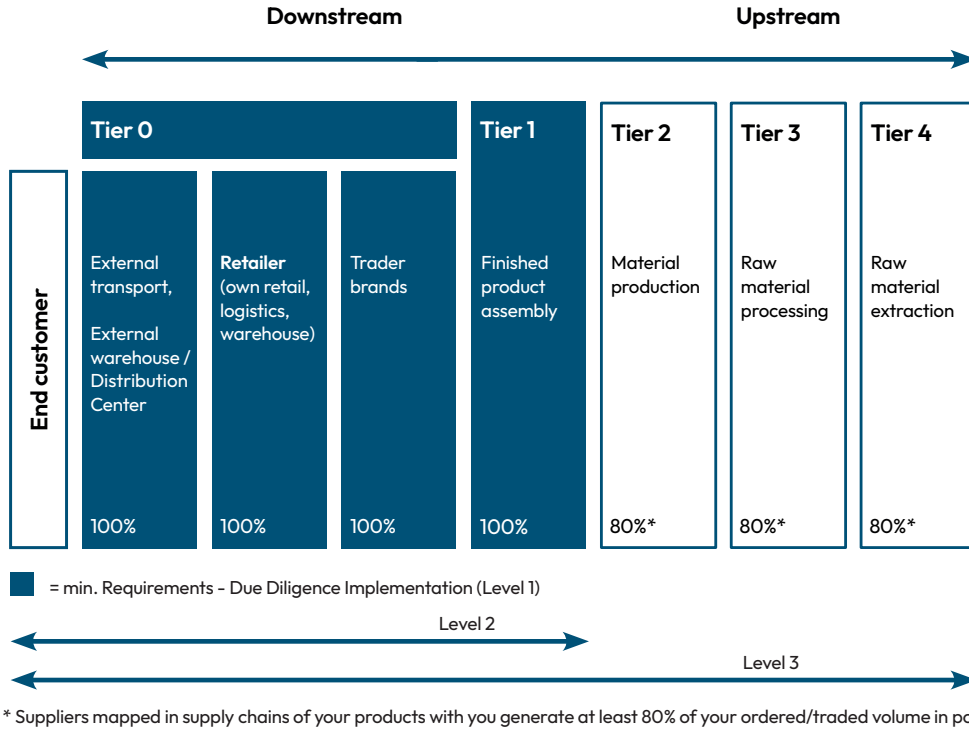 Downstream
Upstream
Tier 0
Tier 1
Tier 2
Tier 3
Tier 4
End customer
External
transport,
External
warehouse /
Distribution
Center
100%
Retailer
(own retail,
logistics,
warehouse)
100%
Trader
brands
100%
Finished
product
assembly
100%
Material
production
80%*
Raw
material
processing
80%*
Raw
material
extraction
80%*
= min. Requirements - Due Diligence Implementation (Level 1)
Level 2
Level 3
* Suppliers mapped in supply chains of your products with you generate at least 80% of your ordered/traded volume in